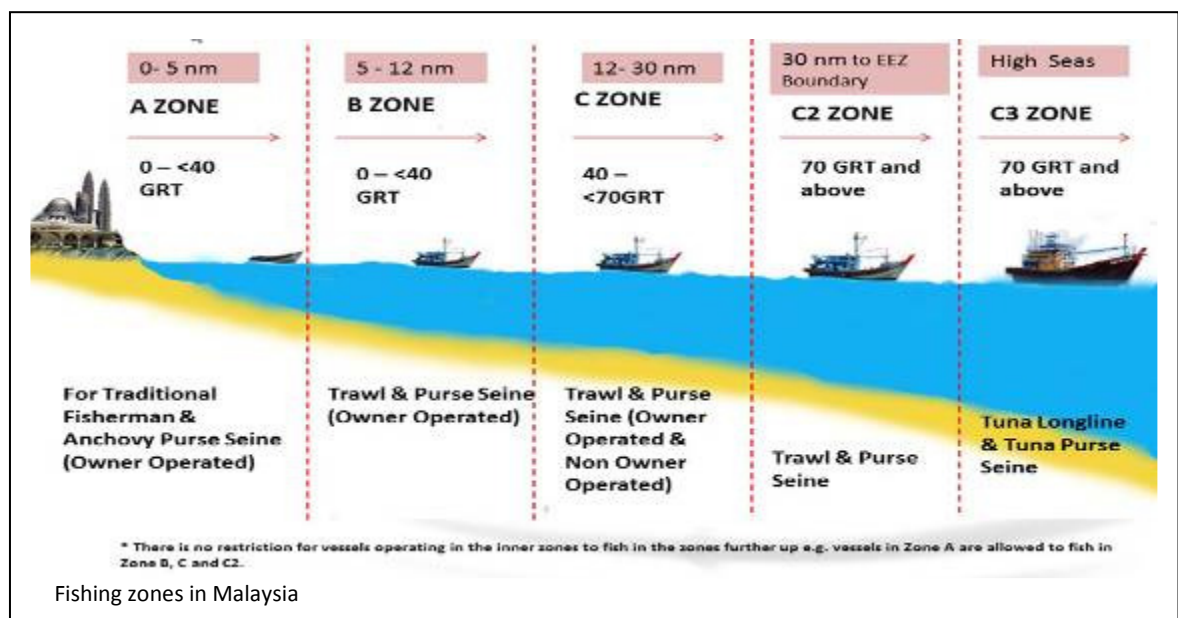 0- 5 nm
A ZONE
0 – <40
GRT
For Traditional
Fisherman &
Anchovy Purse Seine
(Owner Operated)
5 - 12 nm
B ZONE
0 – <40
GRT
Trawl & Purse Seine
(Owner Operated)
12- 30 nm
C ZONE
40 –
<70GRT
Trawl & Purse
Seine (Owner
Operated &
Non Owner
Operated)
30 nm to EEZ
Boundary
C2 ZONE
70 GRT and
above
Trawl & Purse
Seine
High Seas
C3 ZONE
70 GRT and
above
Tuna Longline
& Tuna Purse
Seine
* There is no restriction for vessels operating in the inner zones to fish in the zones further up e.g. vessels in Zone A are allowed to fish in
Zone B, C and C2.
Fishing zones in Malaysia